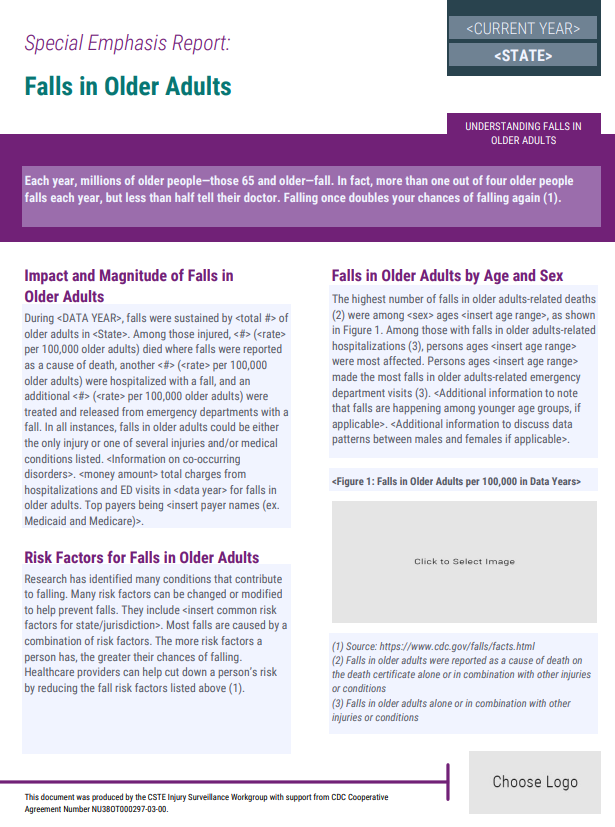 Special Emphasis Report:
Falls in Older Adults
<CURRENT YEAR>
<STATE>
UNDERSTANDING FALLS IN
OLDER ADULTS
Each year, millions of older people—those 65 and older—fall. In fact, more than one out of four older people
falls each year, but less than half tell their doctor. Falling once doubles your chances of falling again (1).
Impact and Magnitude of Falls in
Older Adults
During <DATA YEAR>, falls were sustained by <total #> of
older adults in <State>. Among those injured, <#> (<rate>
per 100,000 older adults) died where falls were reported
as a cause of death, another <#> (<rate> per 100,000
older adults) were hospitalized with a fall, and an
additional <#> (<rate> per 100,000 older adults) were
treated and released from emergency departments with a
fall. In all instances, falls in older adults could be either
the only injury or one of several injuries and/or medical
conditions listed. <Information on co-occurring
disorders>. <money amount> total charges from
hospitalizations and ED visits in <data year> for falls in
older adults. Top payers being <insert payer names (ex.
Medicaid and Medicare)>.
Risk Factors for Falls in Older Adults
Research has identified many conditions that contribute
to falling. Many risk factors can be changed or modified
to help prevent falls. They include <insert common risk
factors for state/jurisdiction>. Most falls are caused by a
combination of risk factors. The more risk factors a
person has, the greater their chances of falling.
Healthcare providers can help cut down a person's risk
by reducing the fall risk factors listed above (1).
Falls in Older Adults by Age and Sex
The highest number of falls in older adults-related deaths
(2) were among <sex> ages <insert age range>, as shown
in Figure 1. Among those with falls in older adults-related
hospitalizations (3), persons ages <insert age range>
were most affected. Persons ages <insert age range>
made the most falls in older adults-related emergency
department visits (3). <Additional information to note
that falls are happening among younger age groups, if
applicable>. <Additional information to discuss data
patterns between males and females if applicable>.
<Figure 1: Falls in Older Adults per 100,000 in Data Years>
Click to Select Image
(1) Source: https://www.cdc.gov/falls/facts.html
(2) Falls in older adults were reported as a cause of death on
the death certificate alone or in combination with other injuries
or conditions
(3) Falls in older adults alone or in combination with other
injuries or conditions
This document was produced by the CSTE Injury Surveillance Workgroup with support from CDC Cooperative
Agreement Number NU38OT000297-03-00.
Choose Logo